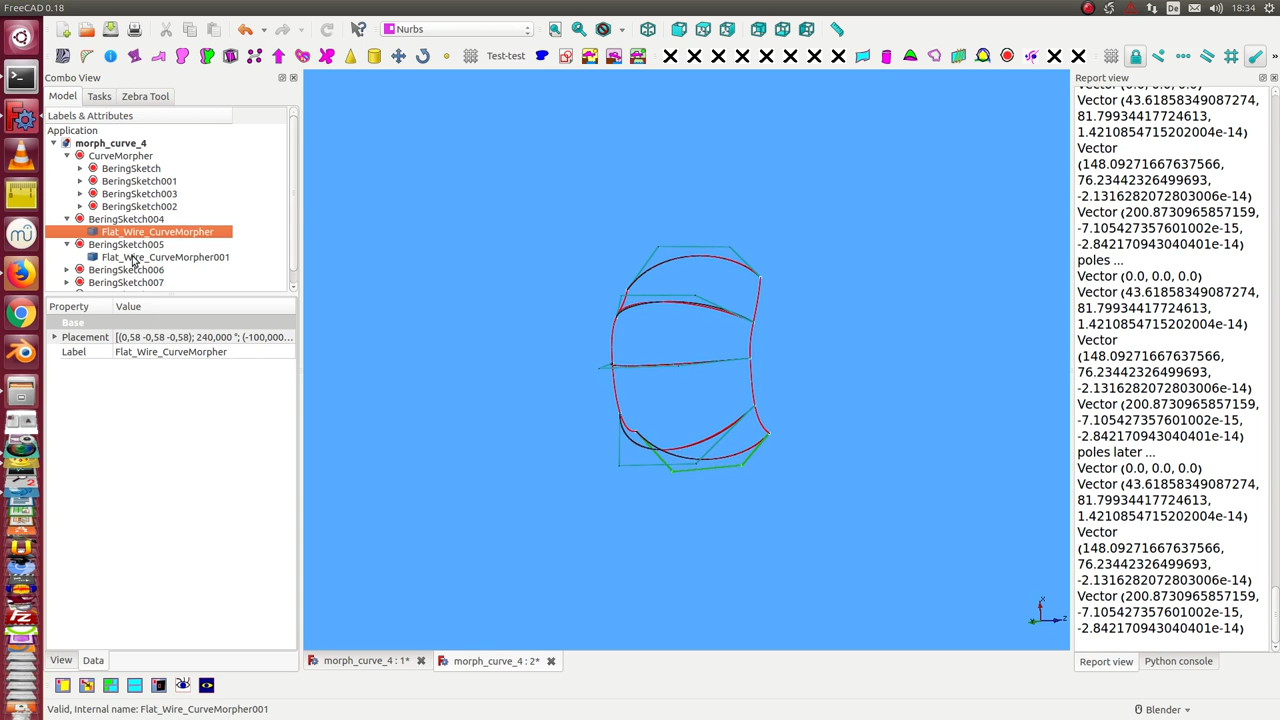 FreeCAD 0.18
De
18:34
Nurbs
Test-test
»
Combo View
Report view
Model
Tasks
Zebra Tool
Labels & Attributes
Application
morph_curve_4
CurveMorpher
BeringSketch
BeringSketch001
BeringSketch003
BeringSketch002
BeringSketch004
Flat_Wire_CurveMorpher
BeringSketch005
Flat_Wire_CurveMorpher001
BeringSketch006
BeringSketch007
Property
Value
Base
Placement
[(0,58 -0,58 -0,58); 240,000 °; (-100,000...
Label
Flat_Wire_CurveMorpher
Vector (43.61858349087274,
81.79934417724613,
1.4210854715202004e-14)
Vector
(148.09271667637566,
76.23442326499693,
-2.1316282072803006e-14)
Vector (200.8730965857159,
-7.105427357601002e-15,
-2.842170943040401e-14)
poles ...
Vector (0.0, 0.0, 0.0)
Vector (43.61858349087274,
81.79934417724613,
1.4210854715202004e-14)
Vector
(148.09271667637566,
76.23442326499693,
-2.1316282072803006e-14)
Vector (200.8730965857159,
-7.105427357601002e-15,
-2.842170943040401e-14)
poles later ...
Vector (0.0, 0.0, 0.0)
Vector (43.61858349087274,
81.79934417724613,
1.4210854715202004e-14)
Vector
(148.09271667637566,
76.23442326499693,
-2.1316282072803006e-14)
Vector (200.8730965857159,
-7.105427357601002e-15,
-2.842170943040401e-14)
View
Data
morph_curve_4 : 1*
morph_curve_4 : 2*
Report view
Python console
Valid, Internal name: Flat_Wire_CurveMorpher001
Blender